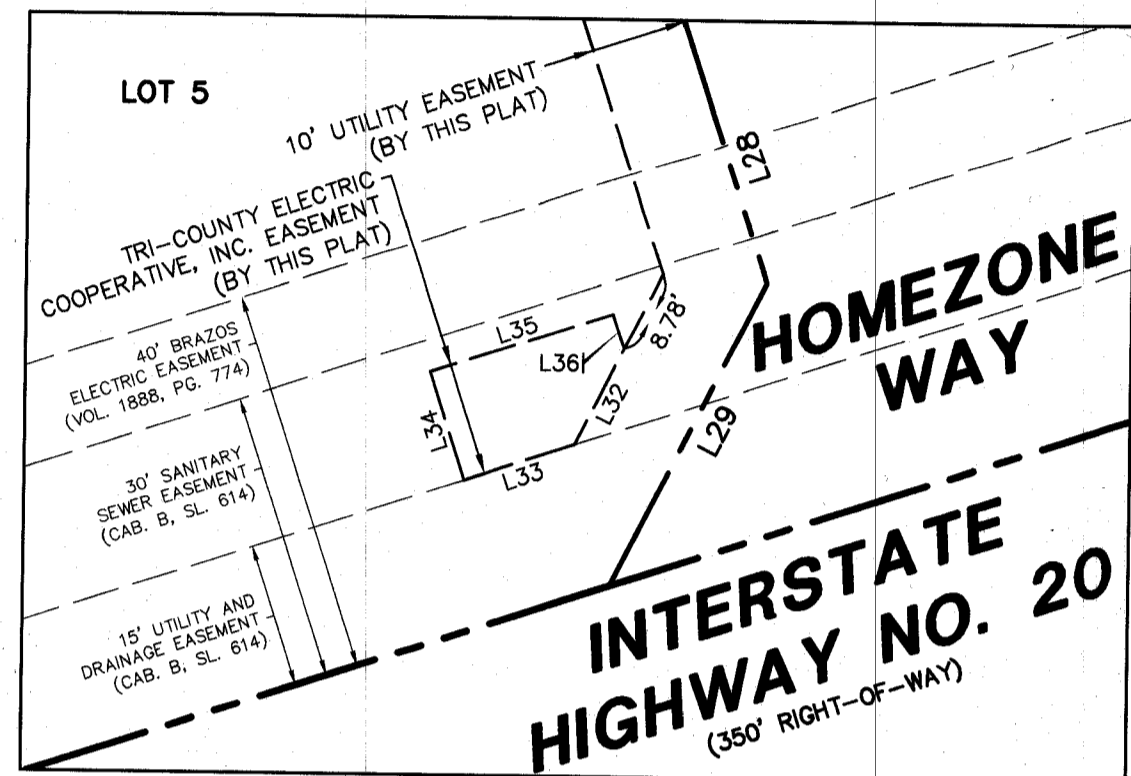 LOT 5
10' UTILITY EASEMENT
(BY THIS PLAT)
L28
TRI-COUNTY ELECTRIC
COOPERATIVE, INC. EASEMENT
(BY THIS PLAT)
HOMEZONE
WAY
40' BRAZOS
ELECTRIC EASEMENT
(VOL. 1888, PG. 774)
L35
L36
8.78'
L34
L32
L33
L29
30' SANITARY
SEWER EASEMENT
(CAB. B, SL. 614)
15' UTILITY AND
DRAINAGE EASEMENT
(CAB. B, SL. 614)
INTERSTATE
HIGHWAY NO. 20
(350' RIGHT-OF-WAY)